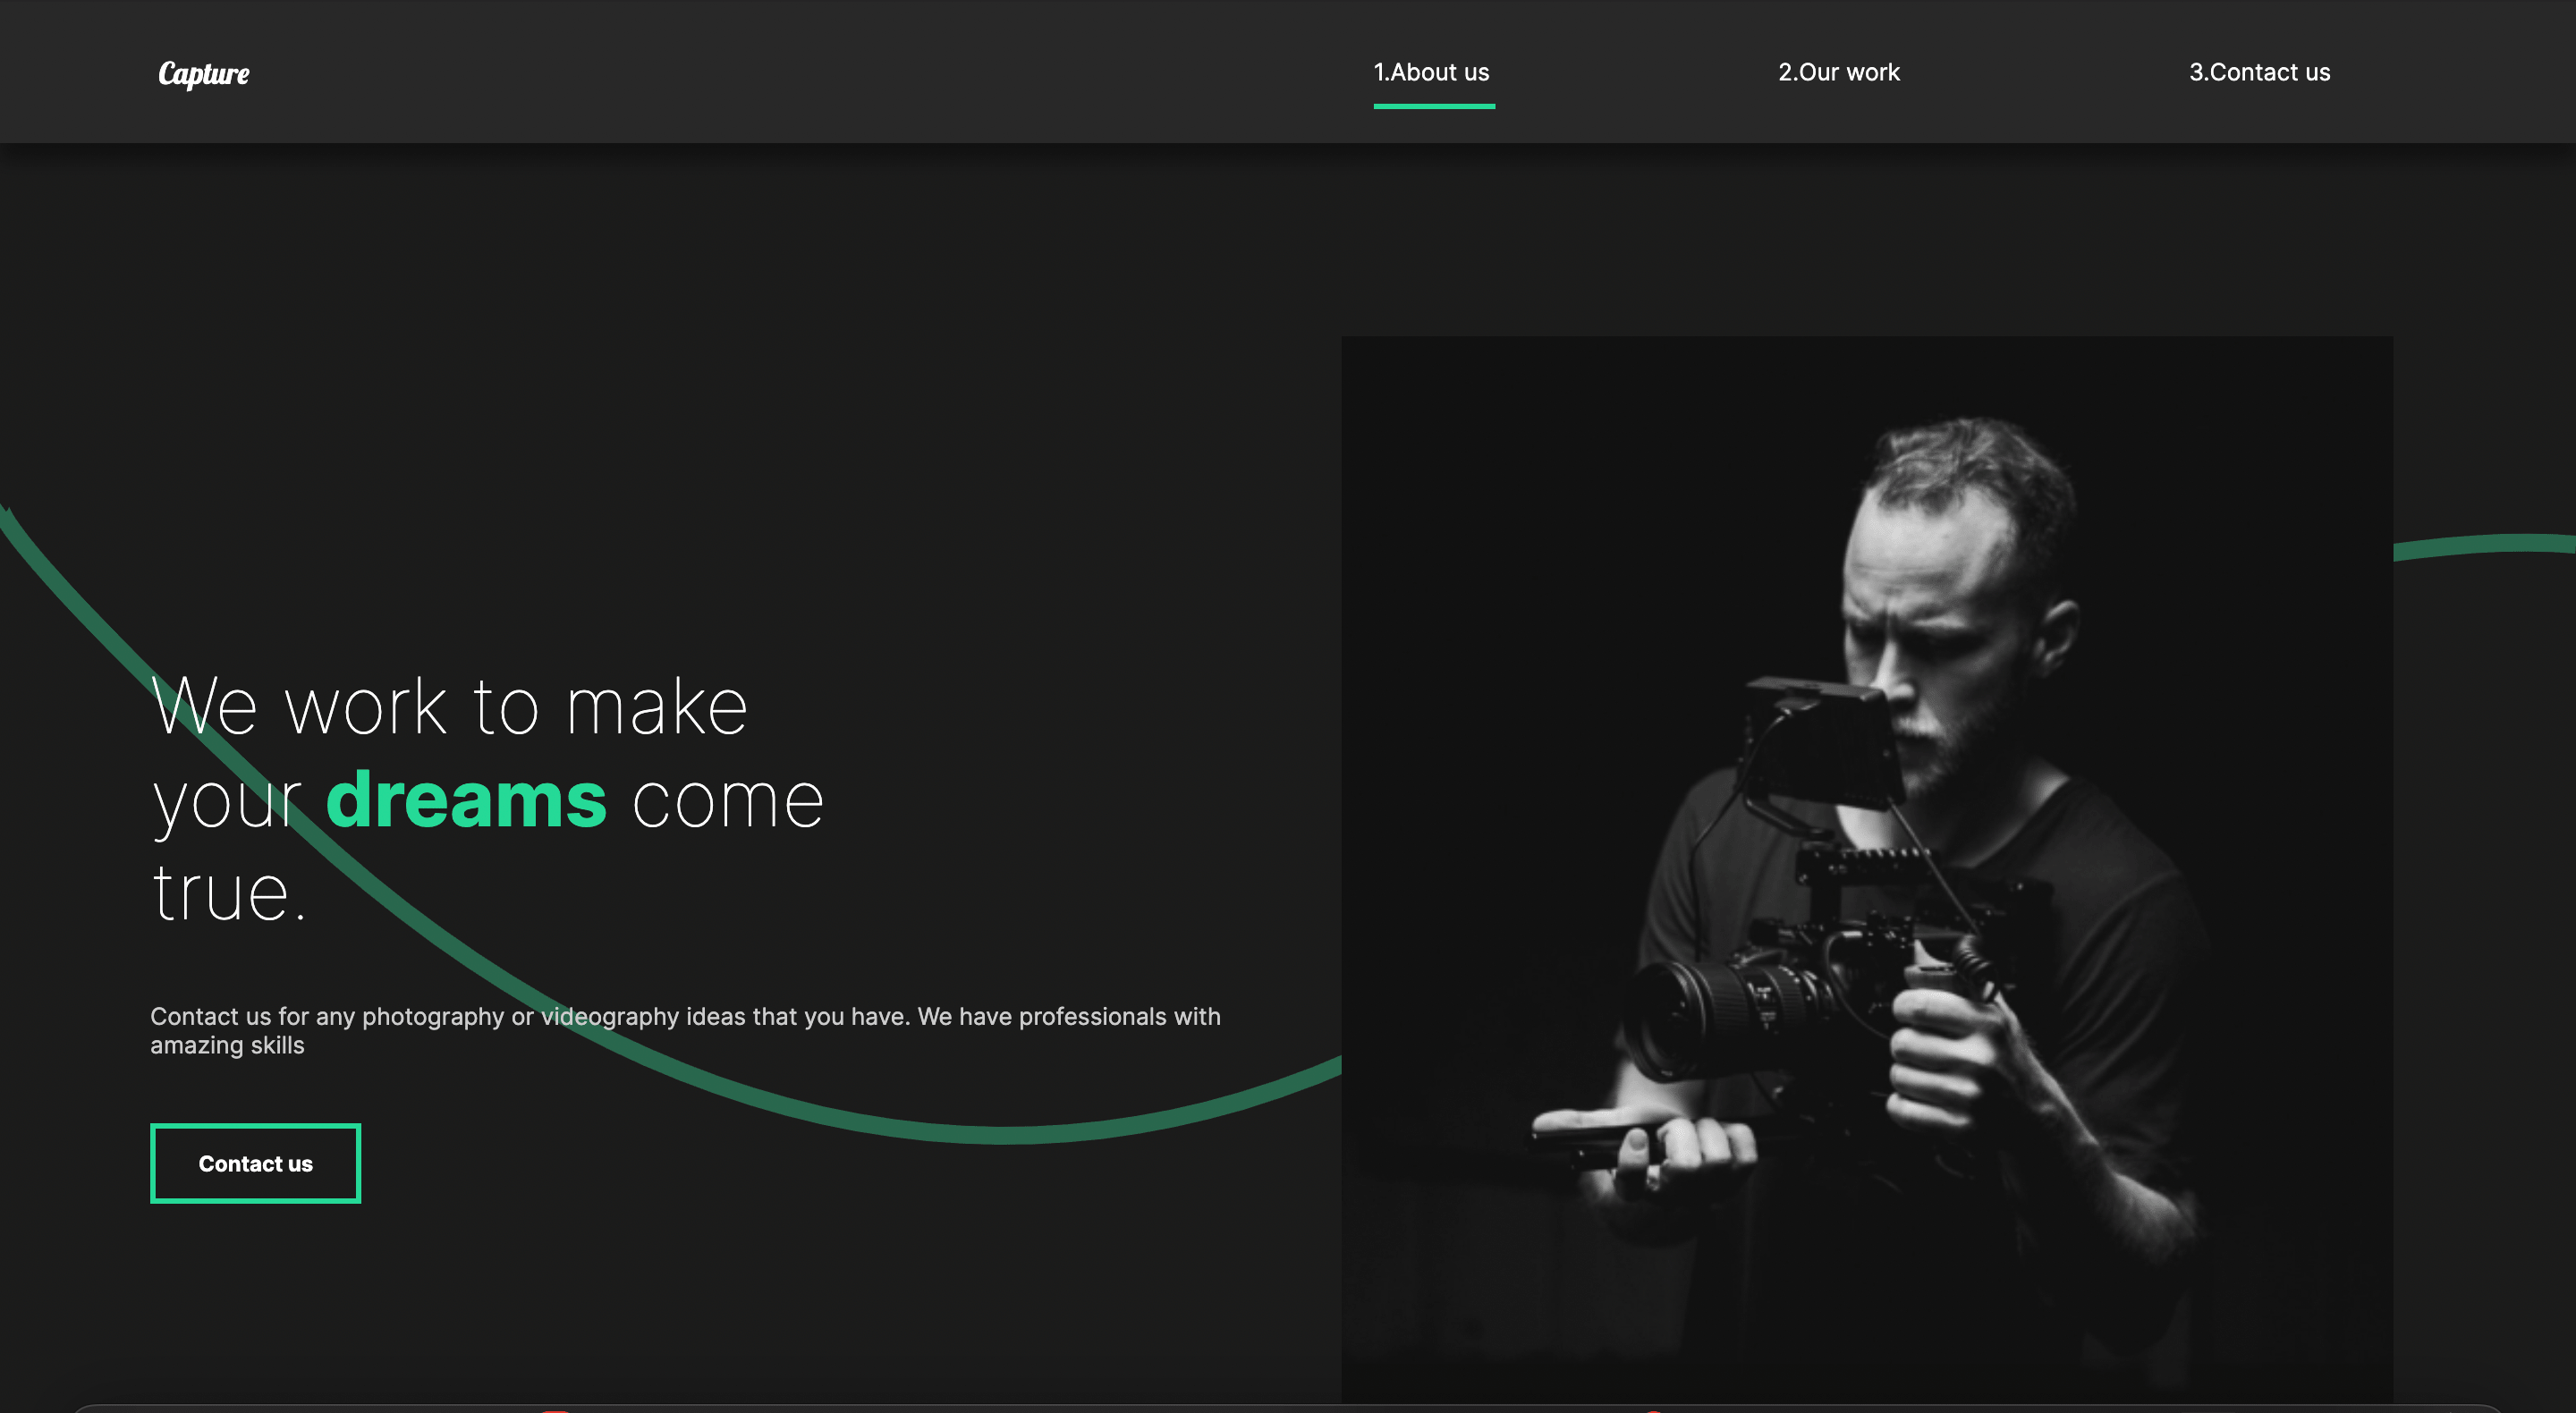 Capture
1.About us
2.Our work
3.Contact us
We work to make
your dreams come
true.
Contact us for any photography or videography ideas that you have. We have professionals with
amazing skills
Contact us